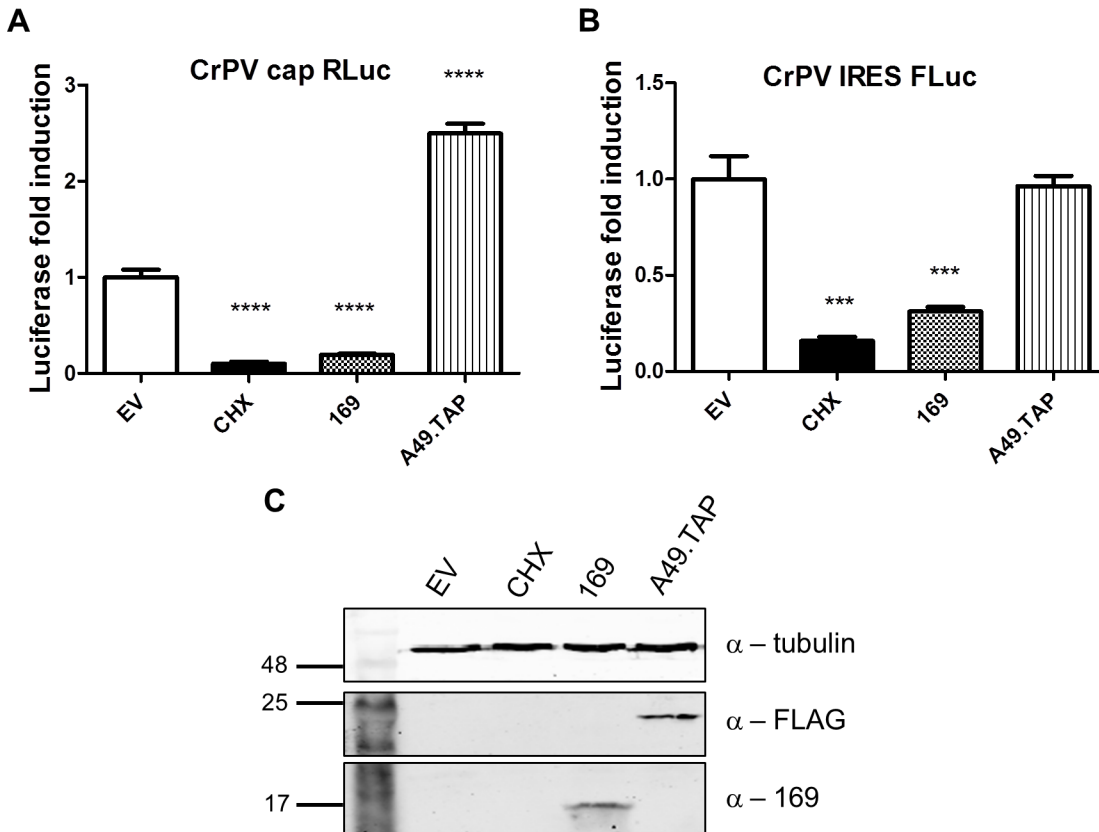 A
CrPV cap RLuc
Luciferase fold induction
3
2
1
0
****
****
****
EV
CHX
169
A49.TAP
B
CrPV IRES FLuc
Luciferase fold induction
1.5
1.0
0.5
0.0
***
***
EV
CHX
169
A49.TAP
C
EV
CHX
169
A49.TAP
48
α – tubulin
25
α – FLAG
17
α – 169